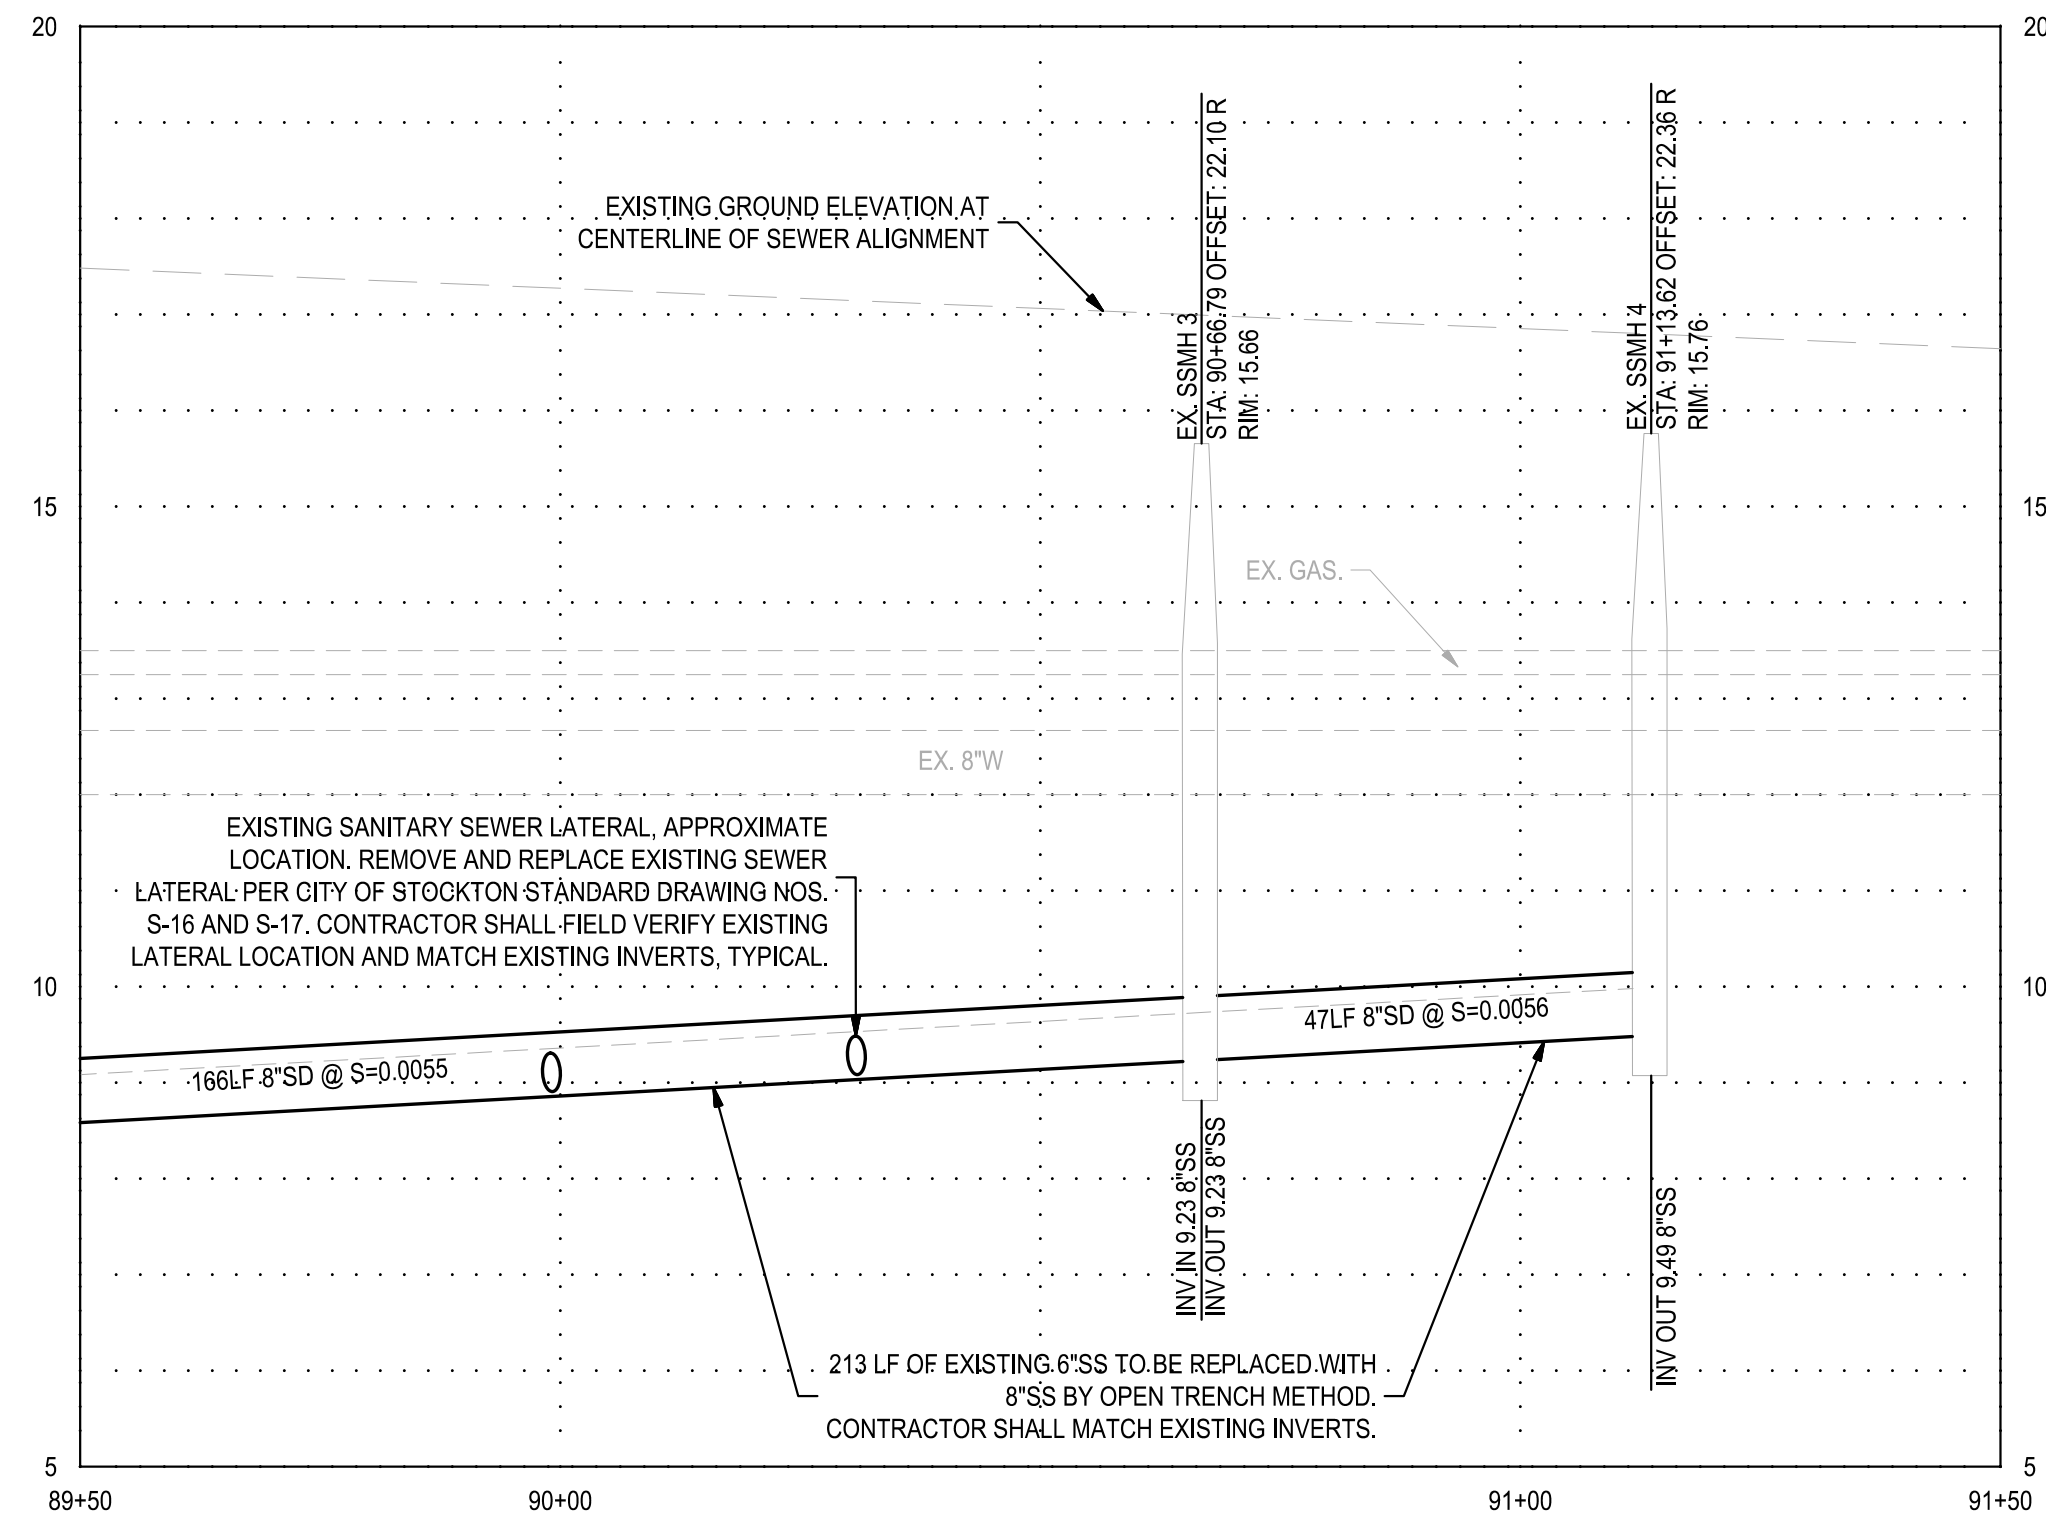 20
20
EXISTING GROUND ELEVATION AT
CENTERLINE OF SEWER ALIGNMENT
EX. SSMH 3
STA: 90+66.79 OFFSET: 22.10 R
RIM: 15.66
EX. SSMH 4
STA: 91+13.62 OFFSET: 22.36 R
RIM: 15.76
15
15
EX. GAS.
EX. 8"W
EXISTING SANITARY SEWER LATERAL, APPROXIMATE
LOCATION. REMOVE AND REPLACE EXISTING SEWER
LATERAL PER CITY OF STOCKTON STANDARD DRAWING NOS.
S-16 AND S-17. CONTRACTOR SHALL FIELD VERIFY EXISTING
LATERAL LOCATION AND MATCH EXISTING INVERTS, TYPICAL.
10
10
166LF 8"SD @ S=0.0055
47LF 8"SD @ S=0.0056
INV IN 9.23 8"SS
INV OUT 9.23 8"SS
INV OUT 9.49 8"SS
213 LF OF EXISTING 6"SS TO BE REPLACED WITH
8"SS BY OPEN TRENCH METHOD.
CONTRACTOR SHALL MATCH EXISTING INVERTS.
5
5
89+50
90+00
91+00
91+50